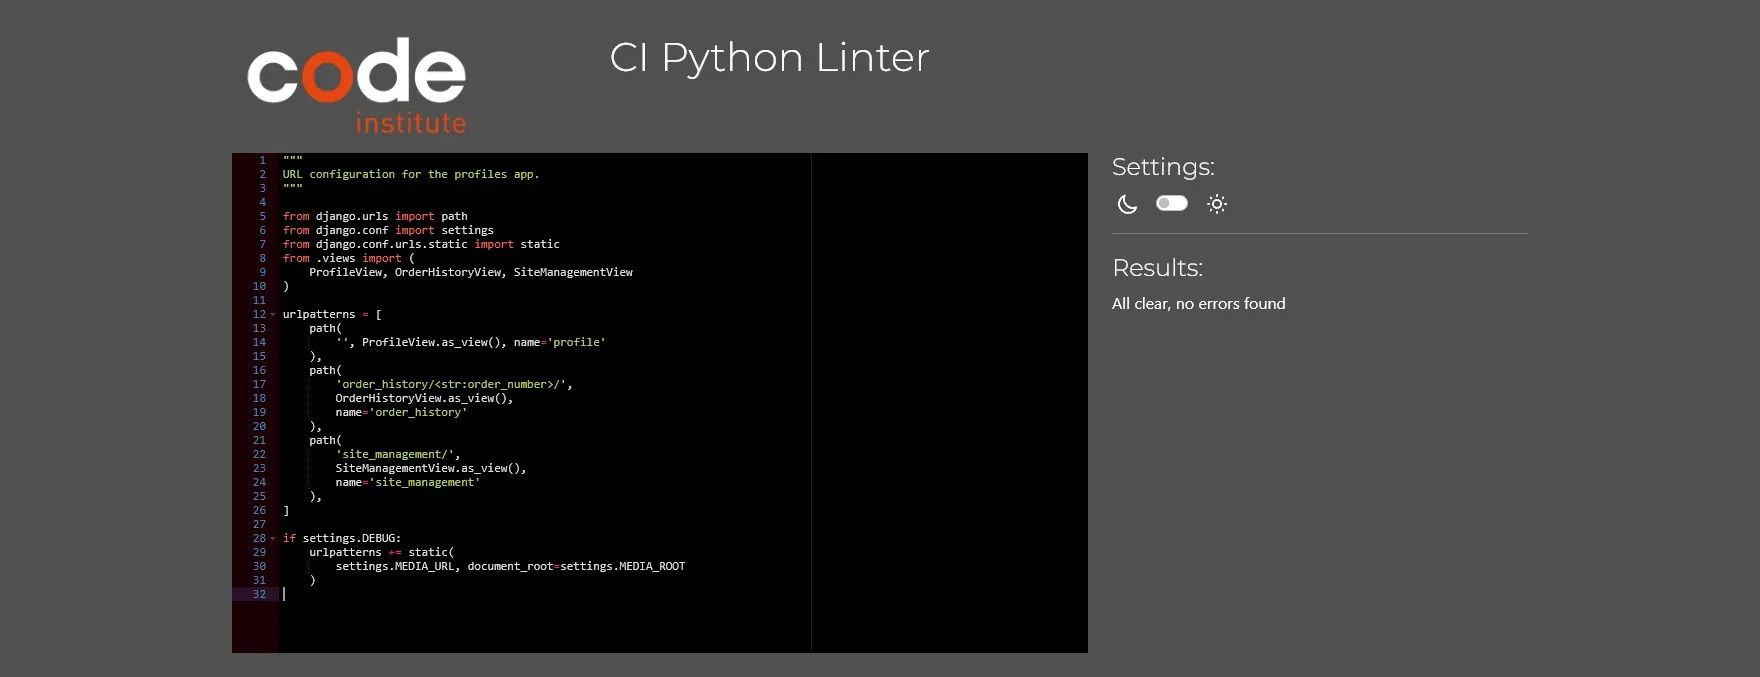 code
institute
CI Python Linter
1 """
2 URL configuration for the profiles app.
3 """
4
5 from django.urls import path
6 from django.conf import settings
7 from django.conf.urls.static import static
8 from .views import (
9     ProfileView, OrderHistoryView, SiteManagementView
10 )
11
12 urlpatterns = [
13     path(
14         '', ProfileView.as_view(), name='profile'
15     ),
16     path(
17         'order_history/<str:order_number>/',
18         OrderHistoryView.as_view(),
19         name='order_history'
20     ),
21     path(
22         'site_management/',
23         SiteManagementView.as_view(),
24         name='site_management'
25     ),
26 ]
27
28 if settings.DEBUG:
29     urlpatterns += static(
30         settings.MEDIA_URL, document_root=settings.MEDIA_ROOT
31     )
32
Settings:
Results:
All clear, no errors found